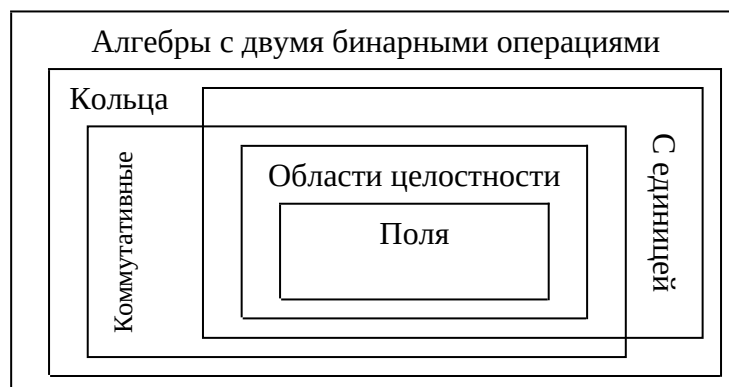 Алгебры с двумя бинарными операциями
Кольца
Коммутативные
Области целостности
Поля
С единицей